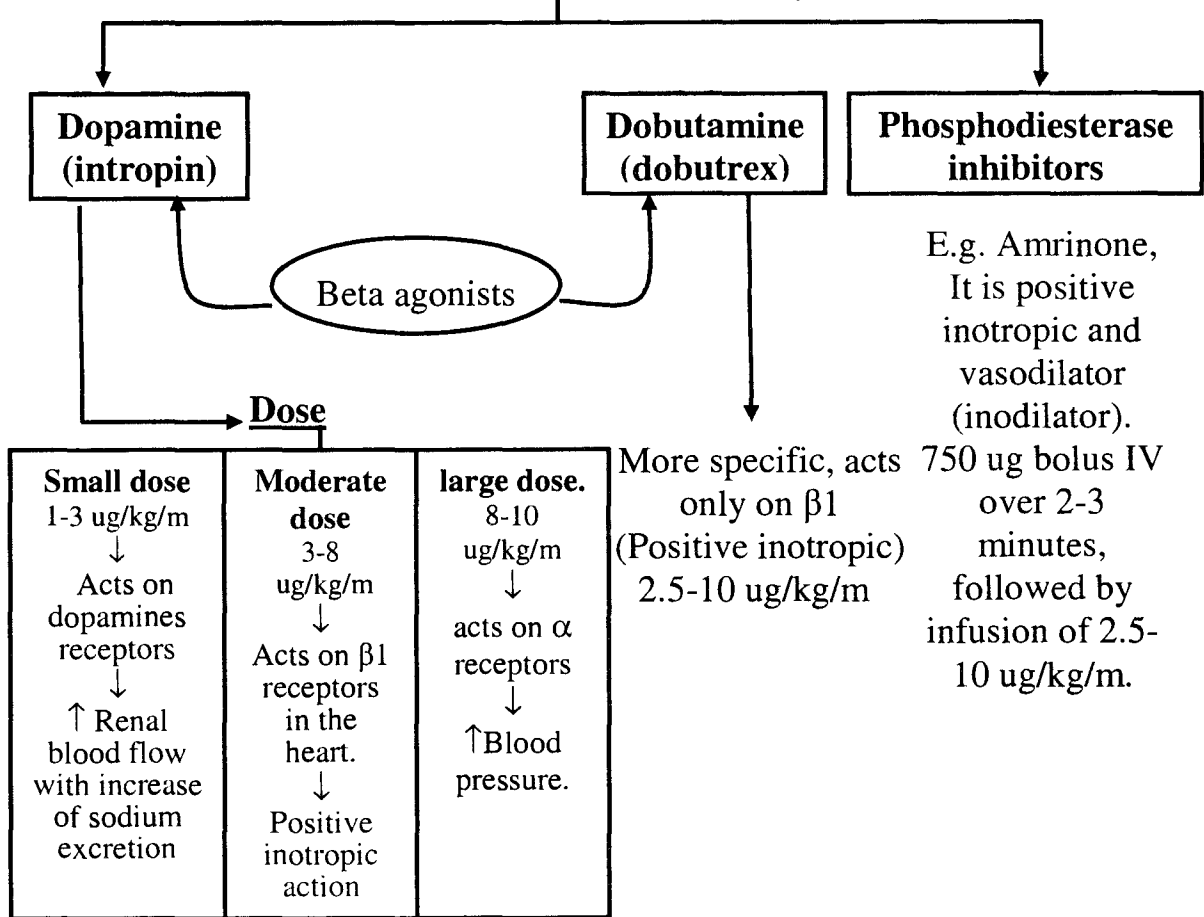 Dopamine
(intropin)
Dobutamine
(dobutrex)
Phosphodiesterase
inhibitors
Beta agonists
Dose
Small dose
1-3 ug/kg/m
↓
Acts on
dopamines
receptors
↓
↑ Renal
blood flow
with increase
of sodium
excretion
Moderate
dose
3-8
ug/kg/m
↓
Acts on β1
receptors
in the
heart.
↓
Positive
inotropic
action
large dose.
8-10
ug/kg/m
↓
acts on α
receptors
↓
↑Blood
pressure.
More specific, acts
only on β1
(Positive inotropic)
2.5-10 ug/kg/m
E.g. Amrinone,
It is positive
inotropic and
vasodilator
(inodilator).
750 ug bolus IV
over 2-3
minutes,
followed by
infusion of 2.5-
10 ug/kg/m.